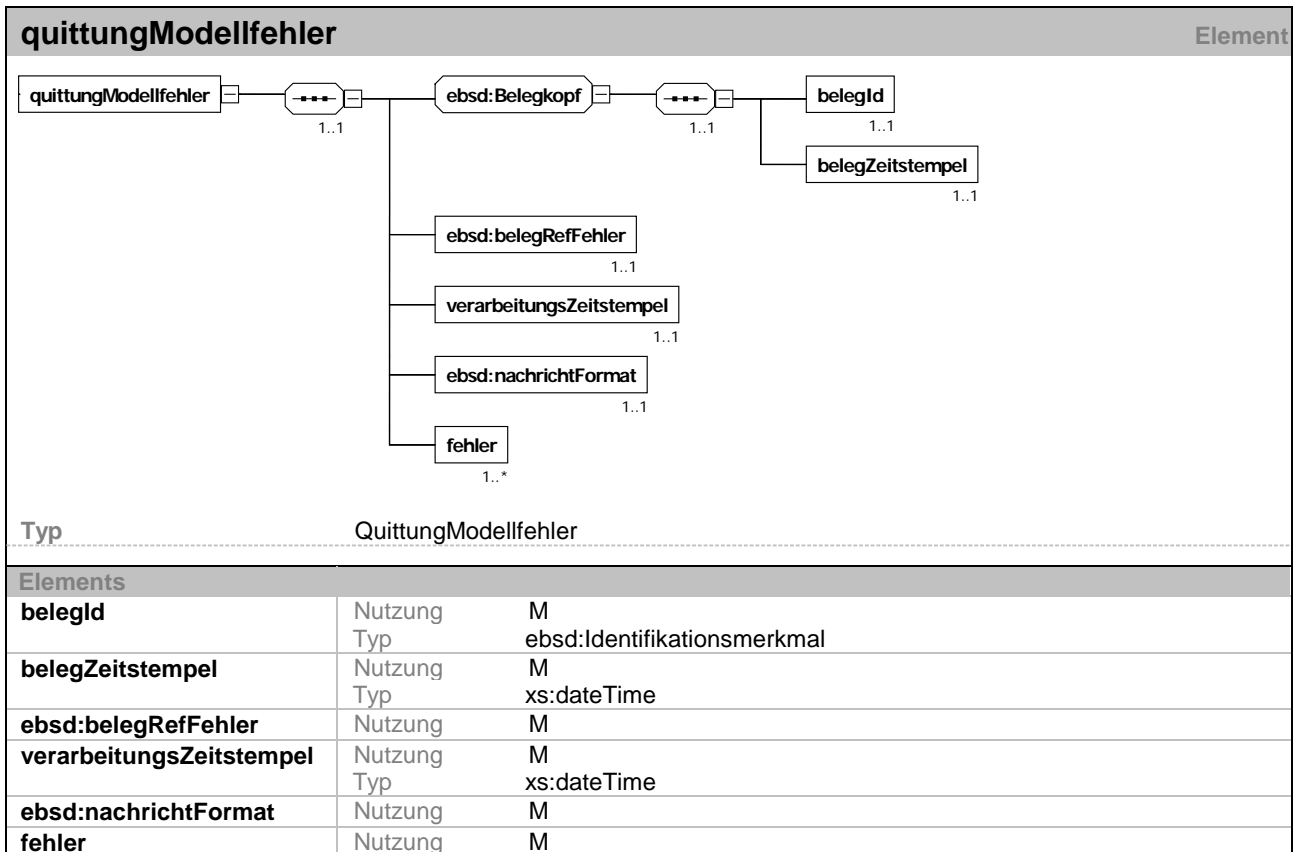 quittungModellfehler Element
quittungModellfehler
1..1
ebsd:Belegkopf
1..1
belegId
1..1
belegZeitstempel
1..1
ebsd:belegRefFehler
1..1
verarbeitungsZeitstempel
1..1
ebsd:nachrichtFormat
1..1
fehler
1..*
Typ QuittungModellfehler
Elements
belegId Nutzung M
Typ ebsd:Identifikationsmerkmal
belegZeitstempel Nutzung M
Typ xs:dateTime
ebsd:belegRefFehler Nutzung M
verarbeitungsZeitstempel Nutzung M
Typ xs:dateTime
ebsd:nachrichtFormat Nutzung M
fehler Nutzung M